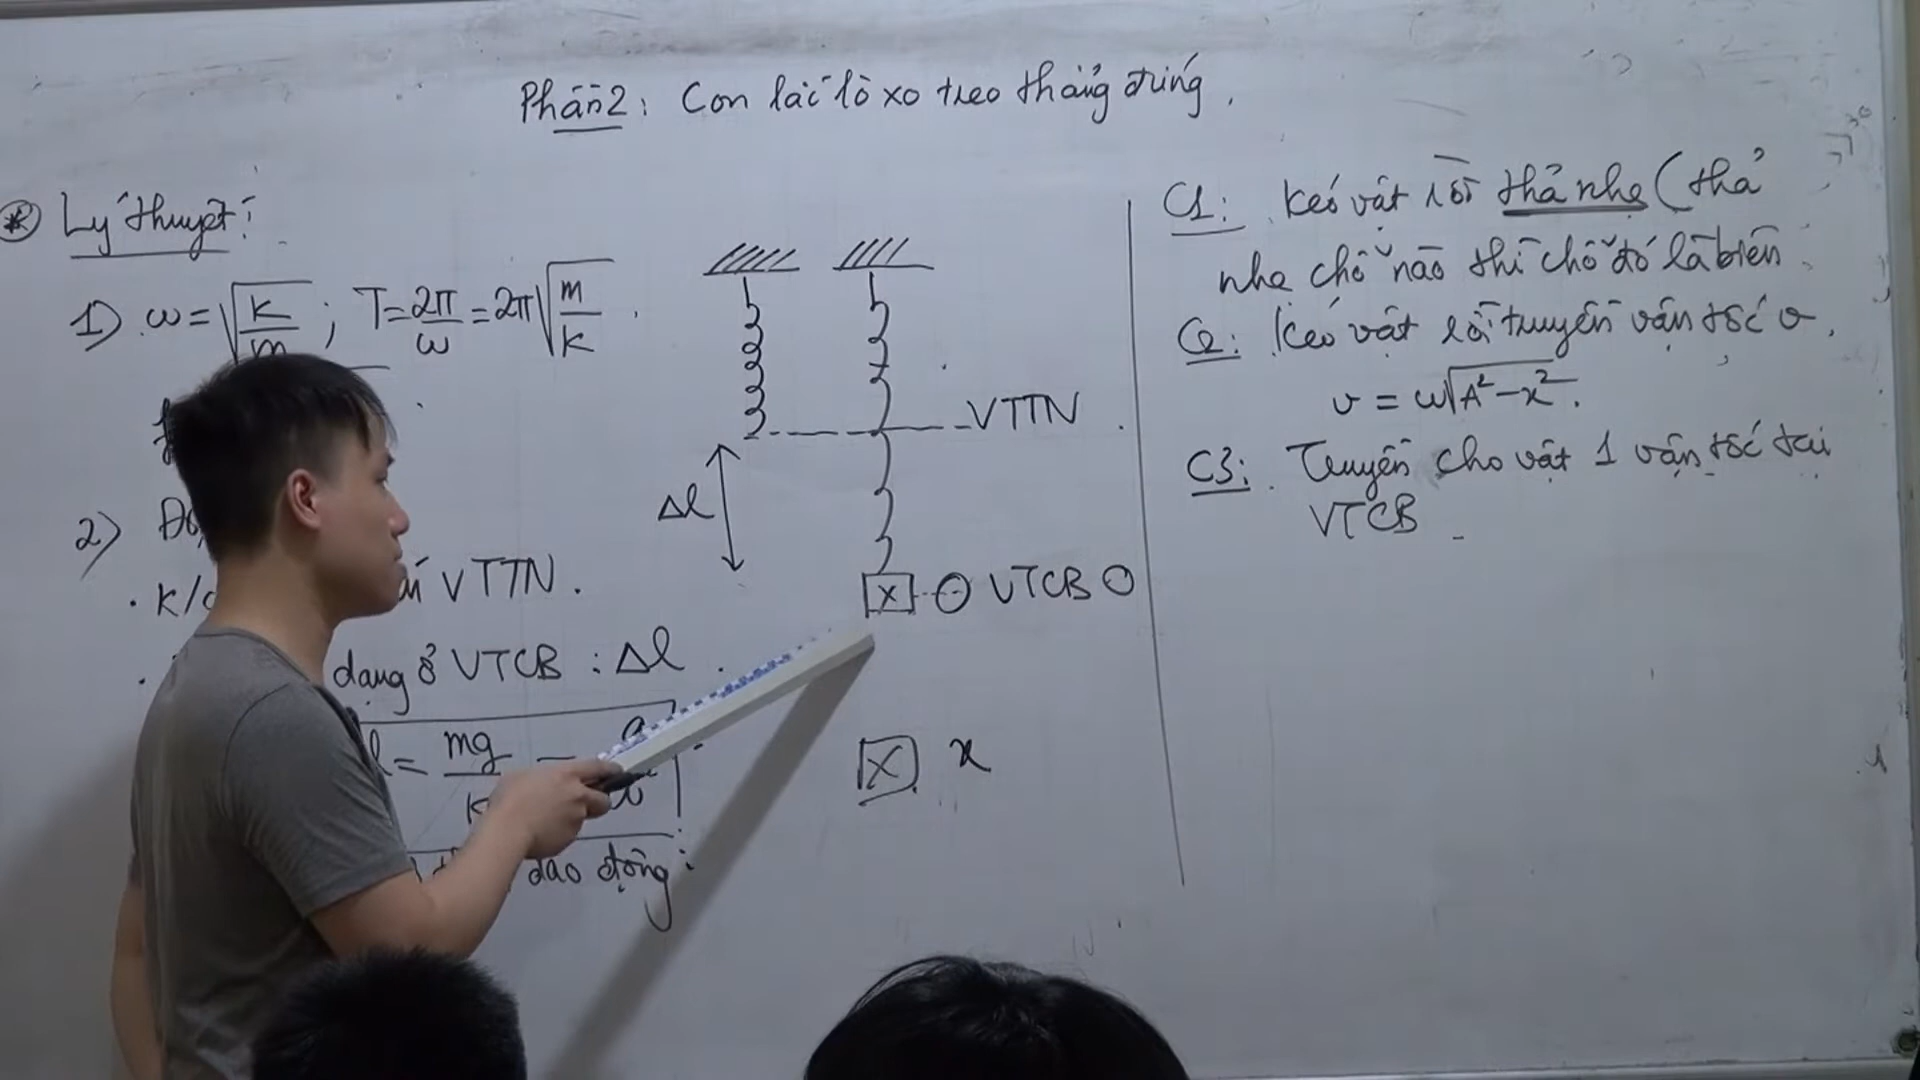 Phần 2: Con lắc lò xo treo thẳng đứng.
* Lý thuyết:
1) ω = √(k/m) ; T = 2π/ω = 2π√(m/k) .
2)
VTTN .
dạng ở VTCB : Δl .
l = mg
dao động :
VTTN
Δl
x O VTCB O
x x
C1: Kéo vật rồi thả nhẹ (thả
nhẹ chỗ nào thì chỗ đó là biên
C2: Kéo vật rồi truyền vận tốc v.
v = ω√(A² − x²) .
C3: Truyền cho vật 1 vận tốc tại
VTCB